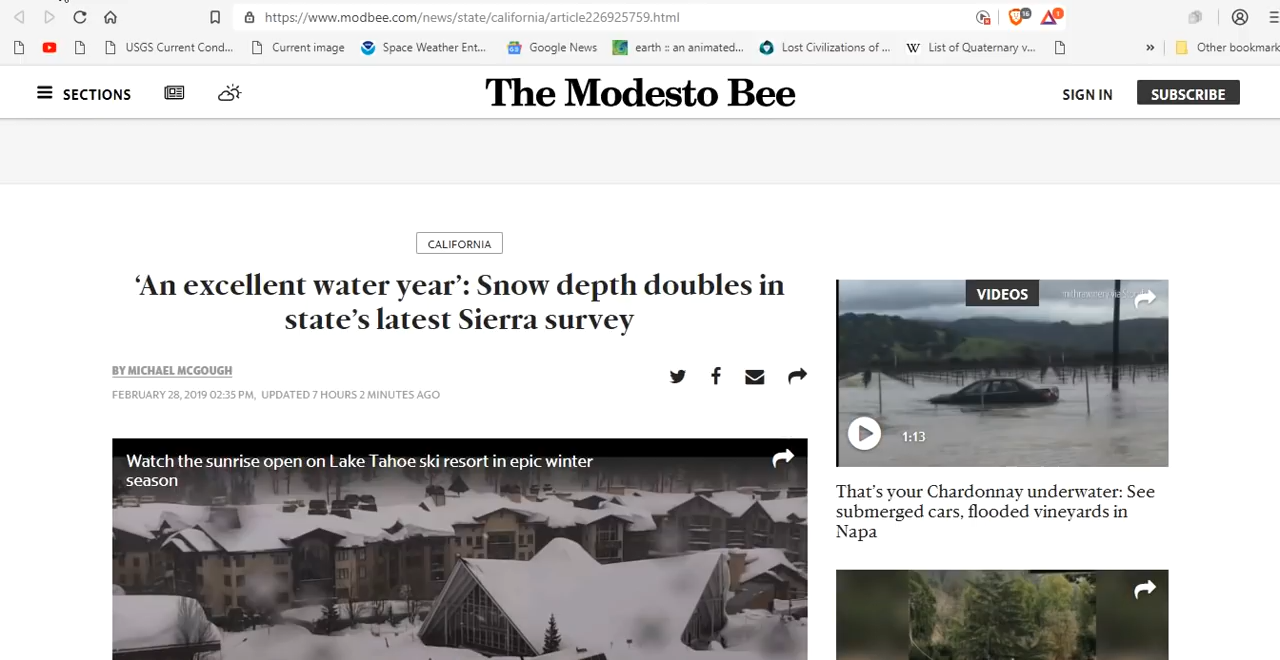 https://www.modbee.com/news/state/california/article226925759.html
16
1
USGS Current Cond...
Current image
Space Weather Ent...
Google News
earth :: an animated...
Lost Civilizations of ...
W
List of Quaternary v...
»
Other bookmark
SECTIONS
The Modesto Bee
SIGN IN
SUBSCRIBE
CALIFORNIA
‘An excellent water year’: Snow depth doubles in
state’s latest Sierra survey
BY MICHAEL MCGOUGH
FEBRUARY 28, 2019 02:35 PM, UPDATED 7 HOURS 2 MINUTES AGO
Watch the sunrise open on Lake Tahoe ski resort in epic winter
season
VIDEOS
1:13
That’s your Chardonnay underwater: See
submerged cars, flooded vineyards in
Napa